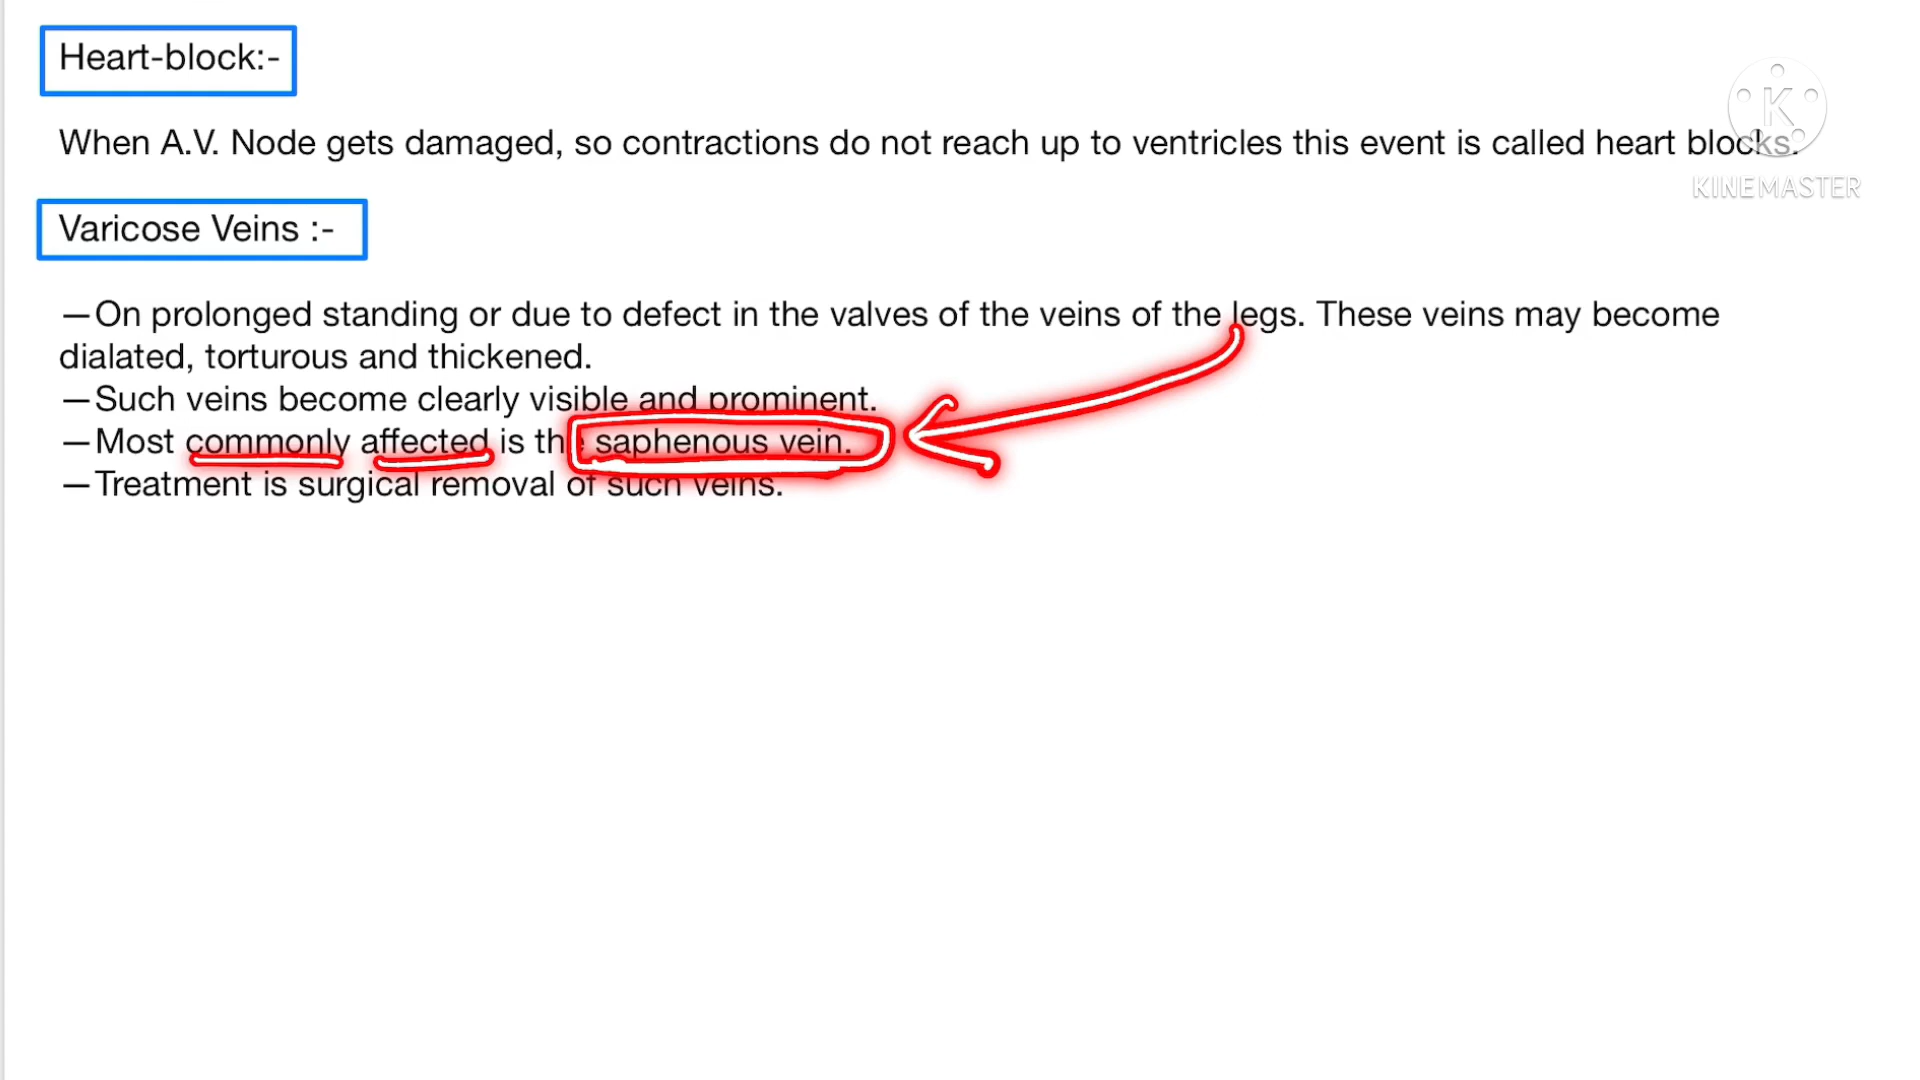 Heart-block:-
When A.V. Node gets damaged, so contractions do not reach up to ventricles this event is called heart blocks.
K
KINEMASTER
Varicose Veins :-
—On prolonged standing or due to defect in the valves of the veins of the legs. These veins may become
dialated, torturous and thickened.
—Such veins become clearly visible and prominent.
—Most commonly affected is the saphenous vein.
—Treatment is surgical removal of such veins.